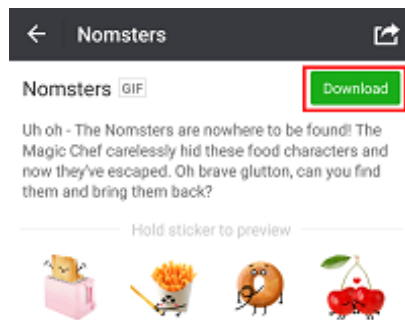 Nomsters
Nomsters GIF Download
Uh oh - The Nomsters are nowhere to be found! The
Magic Chef carelessly hid these food characters and
now they've escaped. Oh brave glutton, can you find
them and bring them back?
Hold sticker to preview